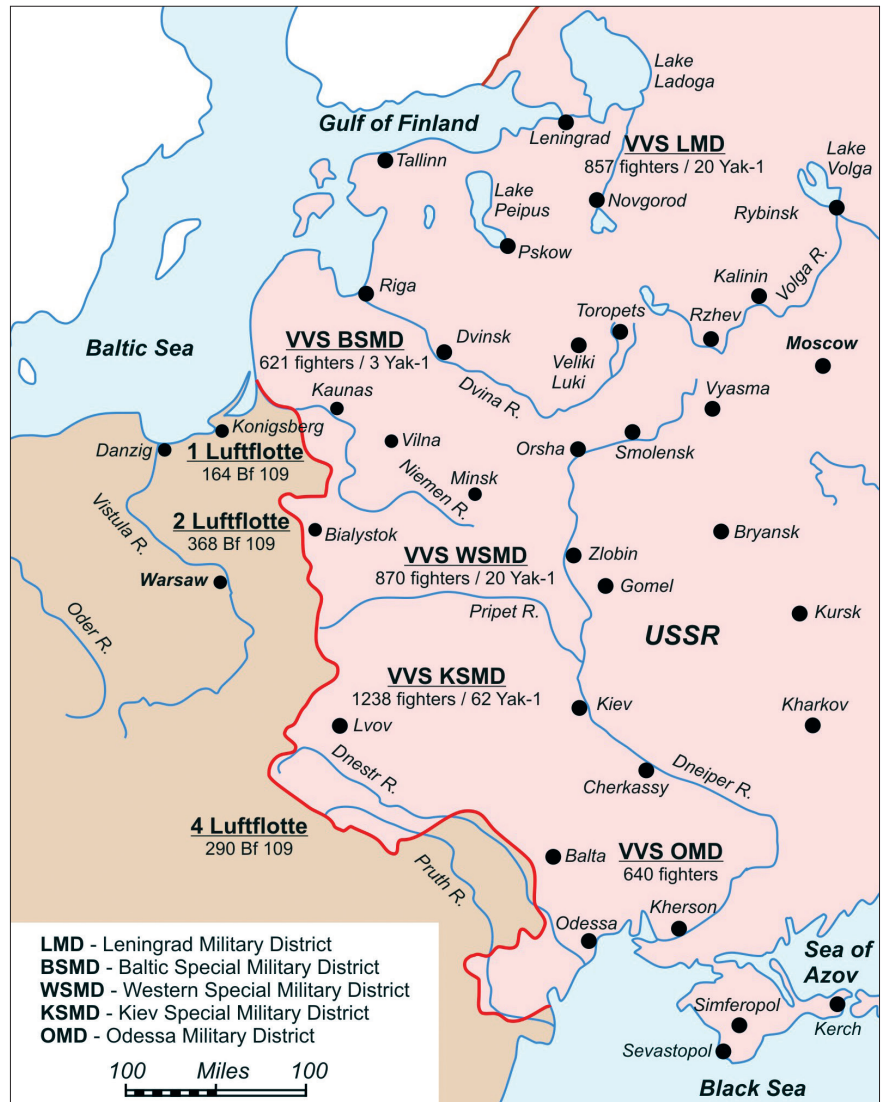 Lake
Ladoga
Gulf of Finland
Leningrad
VVS LMD
857 fighters / 20 Yak-1
Tallinn
Lake
Volga
Lake
Peipus
Novgorod
Rybinsk
Pskow
Volga R.
Kalinin
Riga
Toropets
Rzhev
Baltic Sea
VVS BSMD
621 fighters / 3 Yak-1
Dvinsk
Veliki
Luki
Moscow
Dvina R.
Kaunas
Vyasma
Konigsberg
Danzig
1 Luftflotte
164 Bf 109
Vilna
Orsha
Smolensk
Niemen R.
Minsk
Vistula R.
2 Luftflotte
368 Bf 109
Bialystok
VVS WSMD
870 fighters / 20 Yak-1
Zlobin
Bryansk
Warsaw
Gomel
Oder R.
Pripet R.
Kursk
USSR
VVS KSMD
1238 fighters / 62 Yak-1
Lvov
Kiev
Kharkov
Dnestr R.
Dneiper R.
Cherkassy
4 Luftflotte
290 Bf 109
Pruth R.
Balta
VVS OMD
640 fighters
Kherson
Odessa
Sea of
Azov
Simferopol
Kerch
Sevastopol
Black Sea
LMD - Leningrad Military District
BSMD - Baltic Special Military District
WSMD - Western Special Military District
KSMD - Kiev Special Military District
OMD - Odessa Military District
100 Miles 100